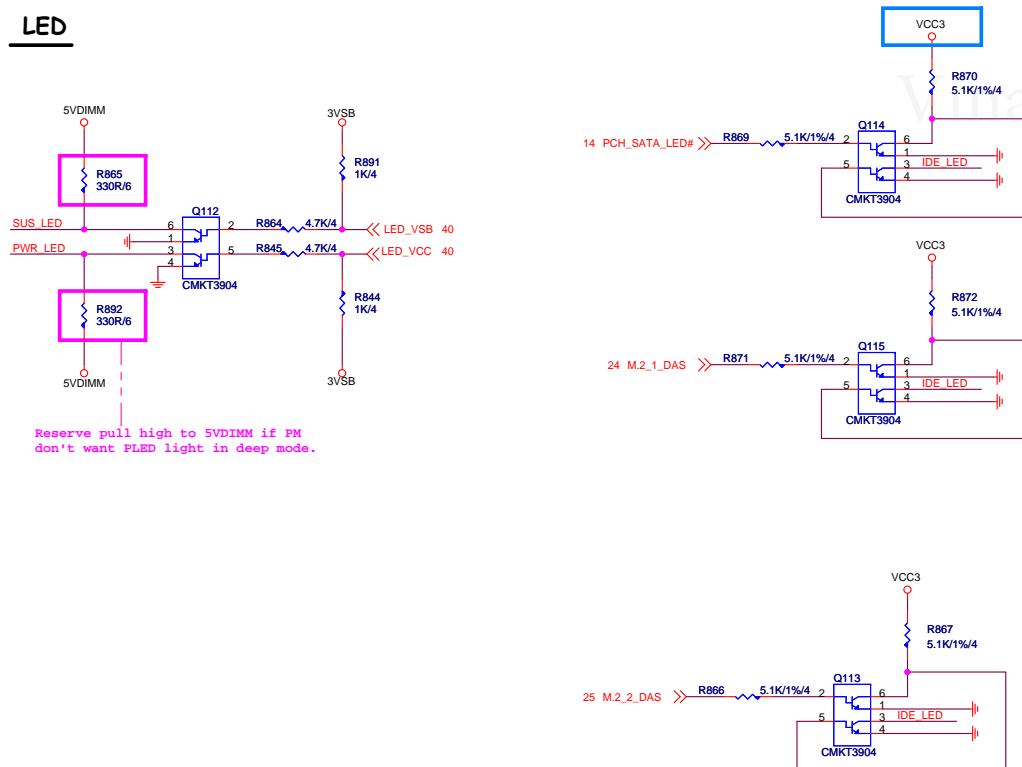 LED
VCC3
R870
5.1K/1%/4
5VDIMM
3VSB
Q114
14 PCH_SATA_LED#
R869
5.1K/1%/4
2
6
1
5
3
IDE_LED
4
CMKT3904
R865
330R/6
R891
1K/4
Q112
SUS_LED
6
2
R864
4.7K/4
LED_VSB 40
1
PWR_LED
3
5
R845
4.7K/4
LED_VCC 40
4
CMKT3904
VCC3
R892
330R/6
R844
1K/4
R872
5.1K/1%/4
5VDIMM
3VSB
Q115
24 M.2_1_DAS
R871
5.1K/1%/4
2
6
1
5
3
IDE_LED
4
CMKT3904
Reserve pull high to 5VDIMM if PM
don't want PLED light in deep mode.
VCC3
R867
5.1K/1%/4
Q113
25 M.2_2_DAS
R866
5.1K/1%/4
2
6
1
5
3
IDE_LED
4
CMKT3904